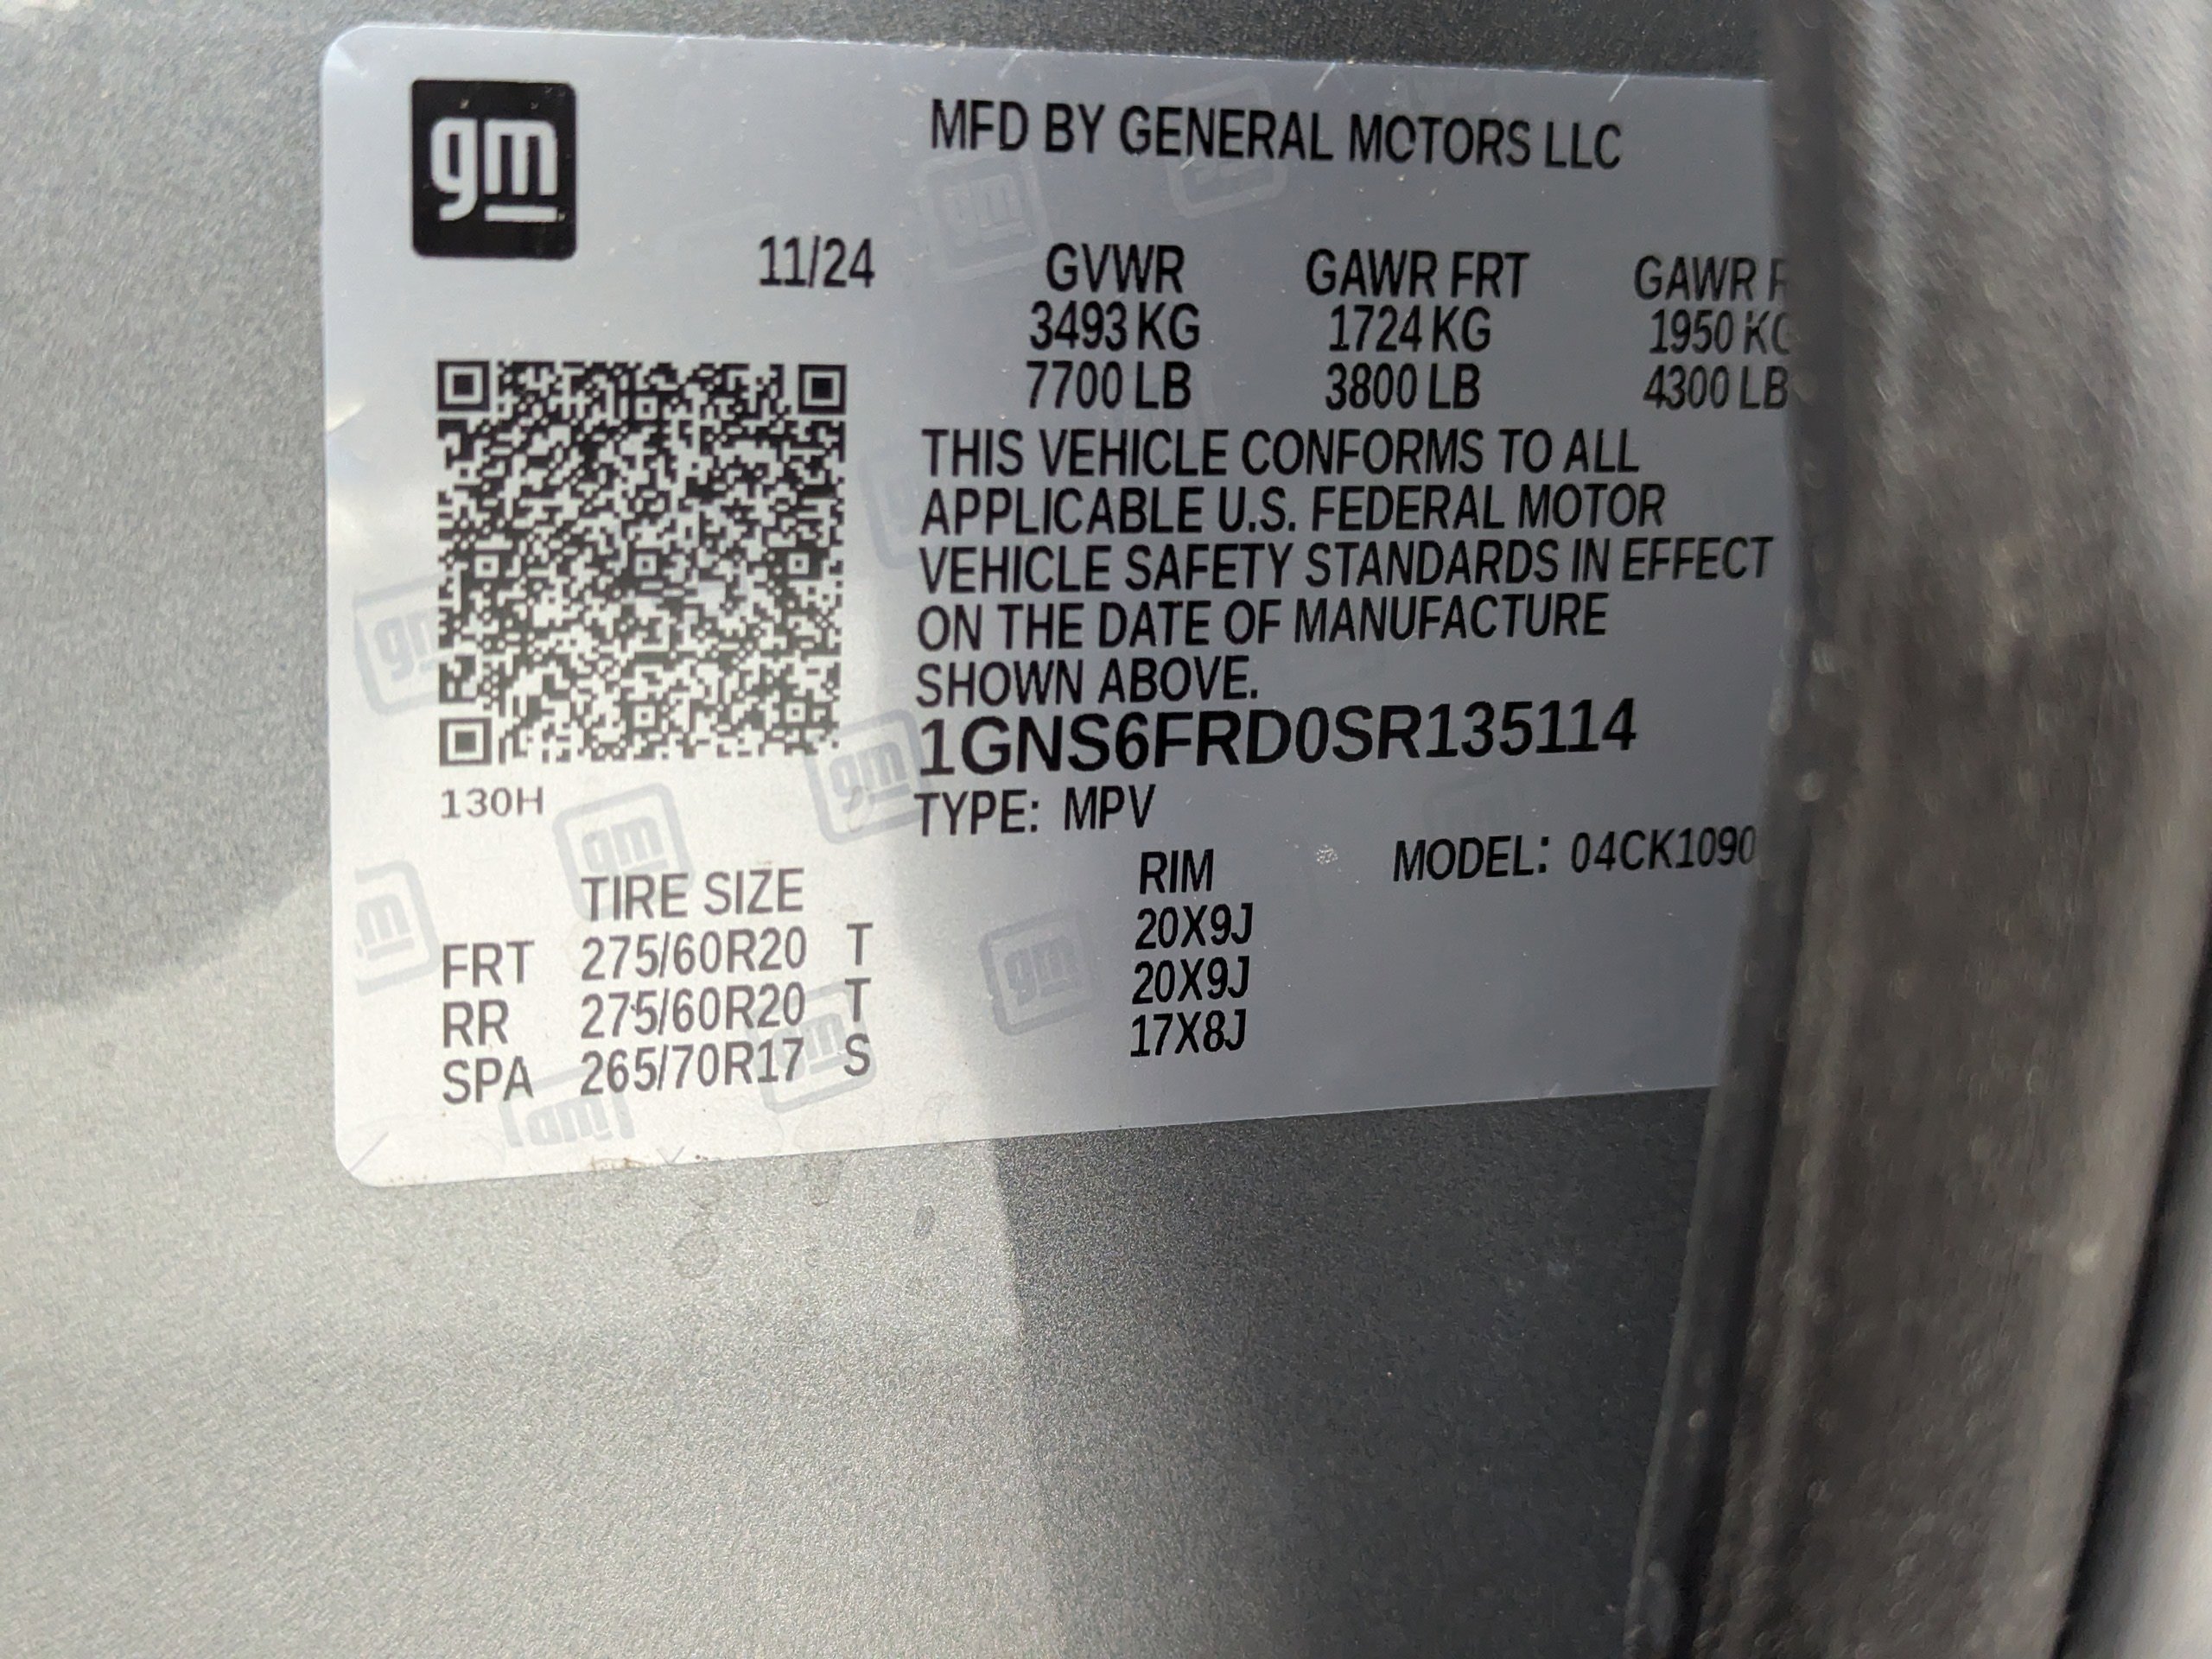 gm
MFD BY GENERAL MOTORS LLC
11/24 GVWR GAWR FRT GAWR
3493 KG 1724 KG 1950 KG
7700 LB 3800 LB 4300 LB
THIS VEHICLE CONFORMS TO ALL
APPLICABLE U.S. FEDERAL MOTOR
VEHICLE SAFETY STANDARDS IN EFFECT
ON THE DATE OF MANUFACTURE
SHOWN ABOVE.
1GNS6FRD0SR135114
130H
TYPE: MPV
MODEL: 04CK1090
TIRE SIZE RIM
FRT 275/60R20 T 20X9J
RR 275/60R20 T 20X9J
SPA 265/70R17 S 17X8J